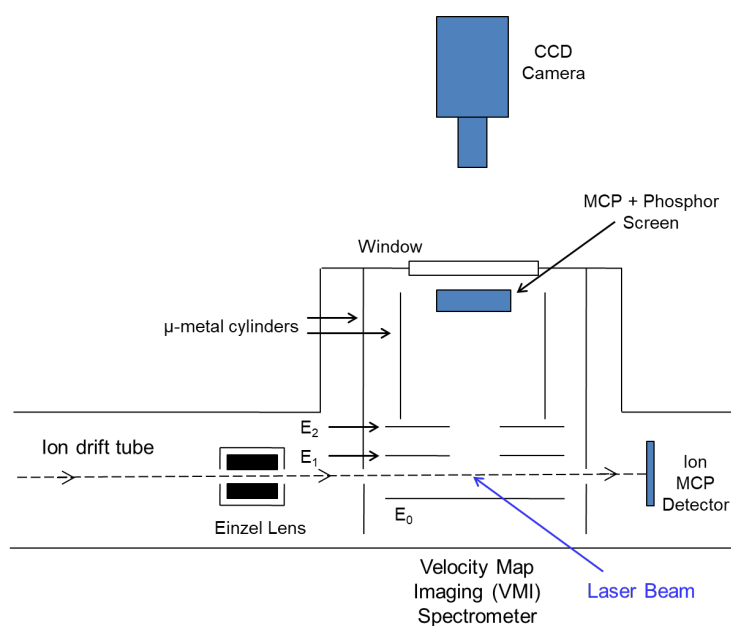 CCD
Camera
MCP + Phosphor
Screen
Window
μ-metal cylinders
E₂
E₁
Ion drift tube
Ion
MCP
Detector
Einzel Lens
E₀
Velocity Map
Imaging (VMI)
Spectrometer
Laser Beam